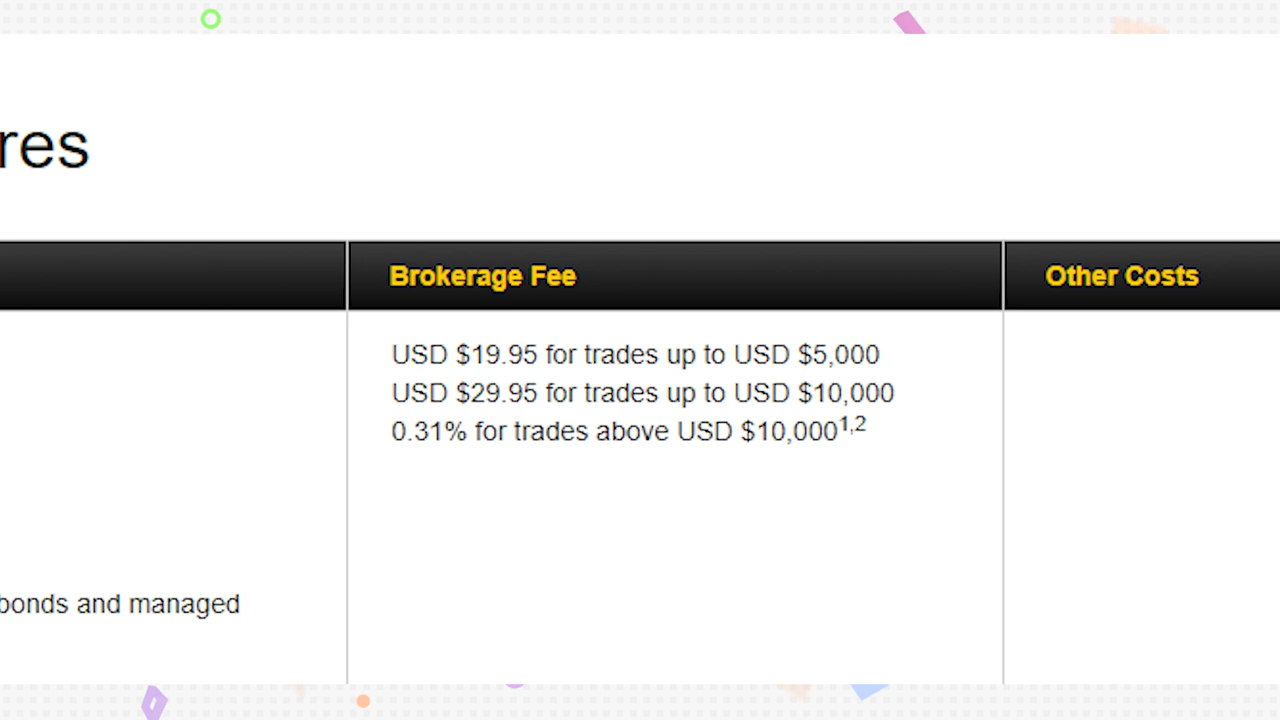 res
Brokerage Fee
Other Costs
USD $19.95 for trades up to USD $5,000
USD $29.95 for trades up to USD $10,000
0.31% for trades above USD $10,000¹,²
bonds and managed